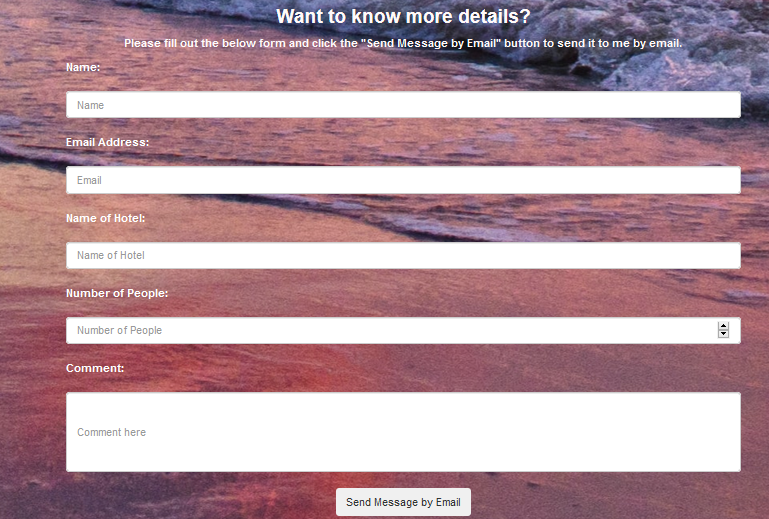 Want to know more details?
Please fill out the below form and click the "Send Message by Email" button to send it to me by email.
Name:
Name
Email Address:
Email
Name of Hotel:
Name of Hotel
Number of People:
Number of People
Comment:
Comment here
Send Message by Email